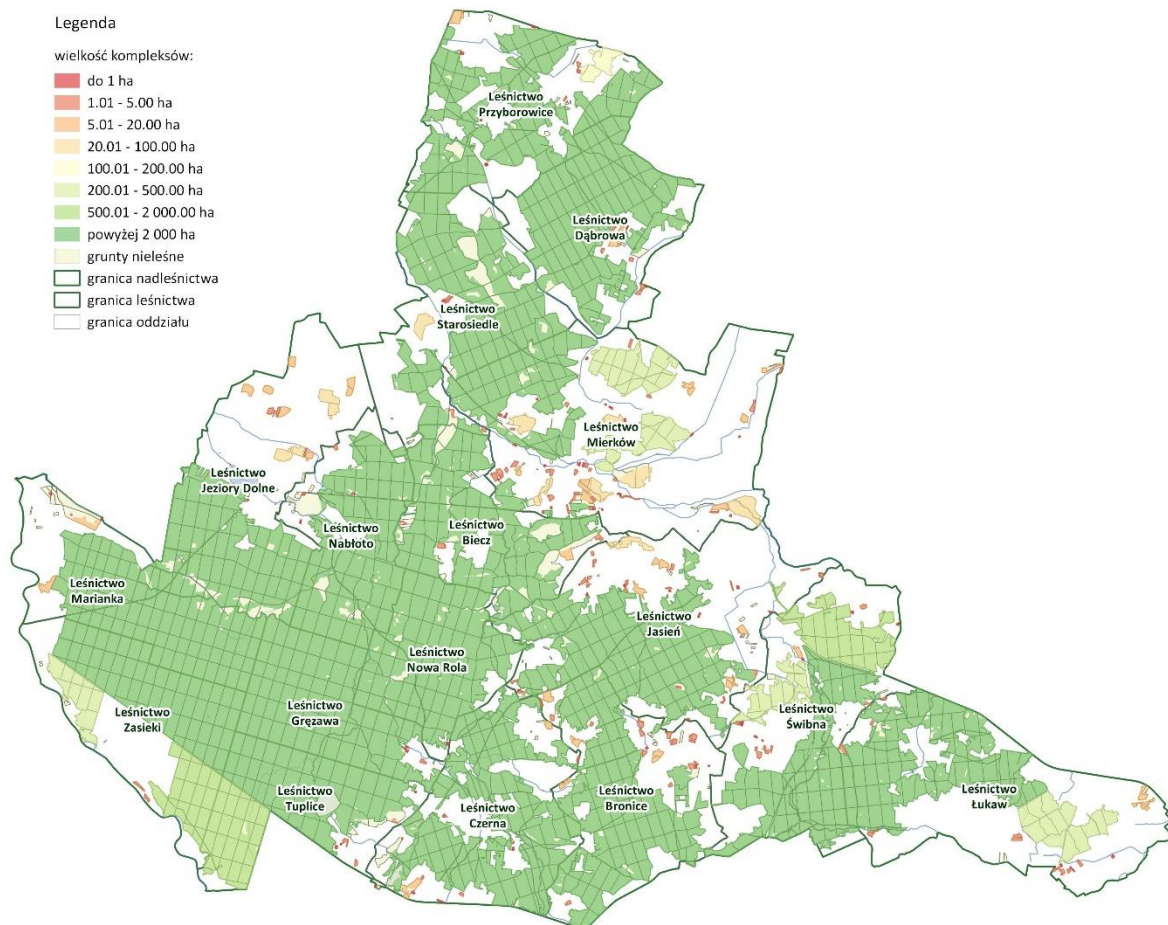 Legenda
wielkość kompleksów:
do 1 ha
1.01 - 5.00 ha
5.01 - 20.00 ha
20.01 - 100.00 ha
100.01 - 200.00 ha
200.01 - 500.00 ha
500.01 - 2 000.00 ha
powyżej 2 000 ha
grunty nieleśne
granica nadleśnictwa
granica leśnictwa
granica oddziału
Leśnictwo
Przyborowice
Leśnictwo
Dąbrowa
Leśnictwo
Starosiedle
Leśnictwo
Mierków
Leśnictwo
Jeziory Dolne
Leśnictwo
Nabłoto
Leśnictwo
Biecz
Leśnictwo
Marianka
Leśnictwo
Jasień
Leśnictwo
Nowa Rola
Leśnictwo
Gręzawa
Leśnictwo
Zasieki
Leśnictwo
Świbna
Leśnictwo
Tuplice
Leśnictwo
Czerna
Leśnictwo
Bronice
Leśnictwo
Łukaw